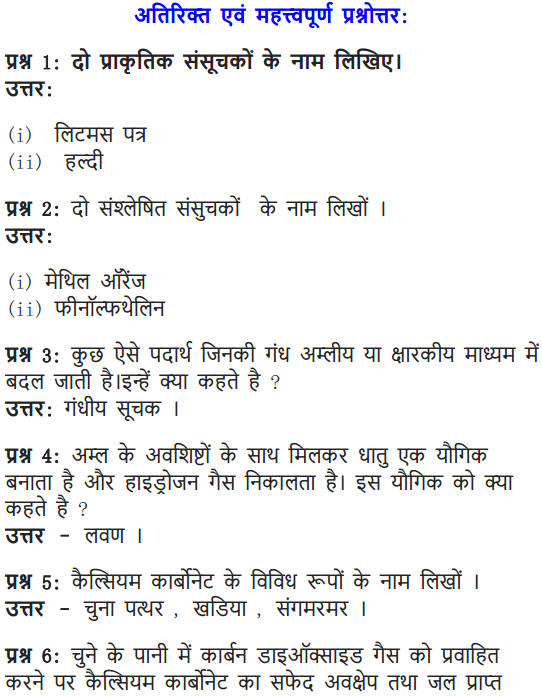 अतिरिक्त एवं महत्त्वपूर्ण प्रश्नोत्तर:
प्रश्न 1: दो प्राकृतिक संसूचकों के नाम लिखिए।
उत्तर:
(i) लिटमस पत्र
(ii) हल्दी
प्रश्न 2: दो संश्लेषित संसुचकों के नाम लिखों ।
उत्तर:
(i) मेथिल ऑरेंज
(ii) फीनॉल्फथेलिन
प्रश्न 3: कुछ ऐसे पदार्थ जिनकी गंध अम्लीय या क्षारकीय माध्यम में
बदल जाती है।इन्हें क्या कहते है ?
उत्तर: गंधीय सूचक ।
प्रश्न 4: अम्ल के अवशिष्टों के साथ मिलकर धातु एक यौगिक
बनाता है और हाइड्रोजन गैस निकालता है। इस यौगिक को क्या
कहते है ?
उत्तर - लवण ।
प्रश्न 5: कैल्सियम कार्बोनेट के विविध रूपों के नाम लिखों ।
उत्तर - चुना पत्थर , खडिया , संगमरमर ।
प्रश्न 6: चुने के पानी में कार्बन डाइऑक्साइड गैस को प्रवाहित
करने पर कैल्सियम कार्बोनेट का सफेद अवक्षेप तथा जल प्राप्त